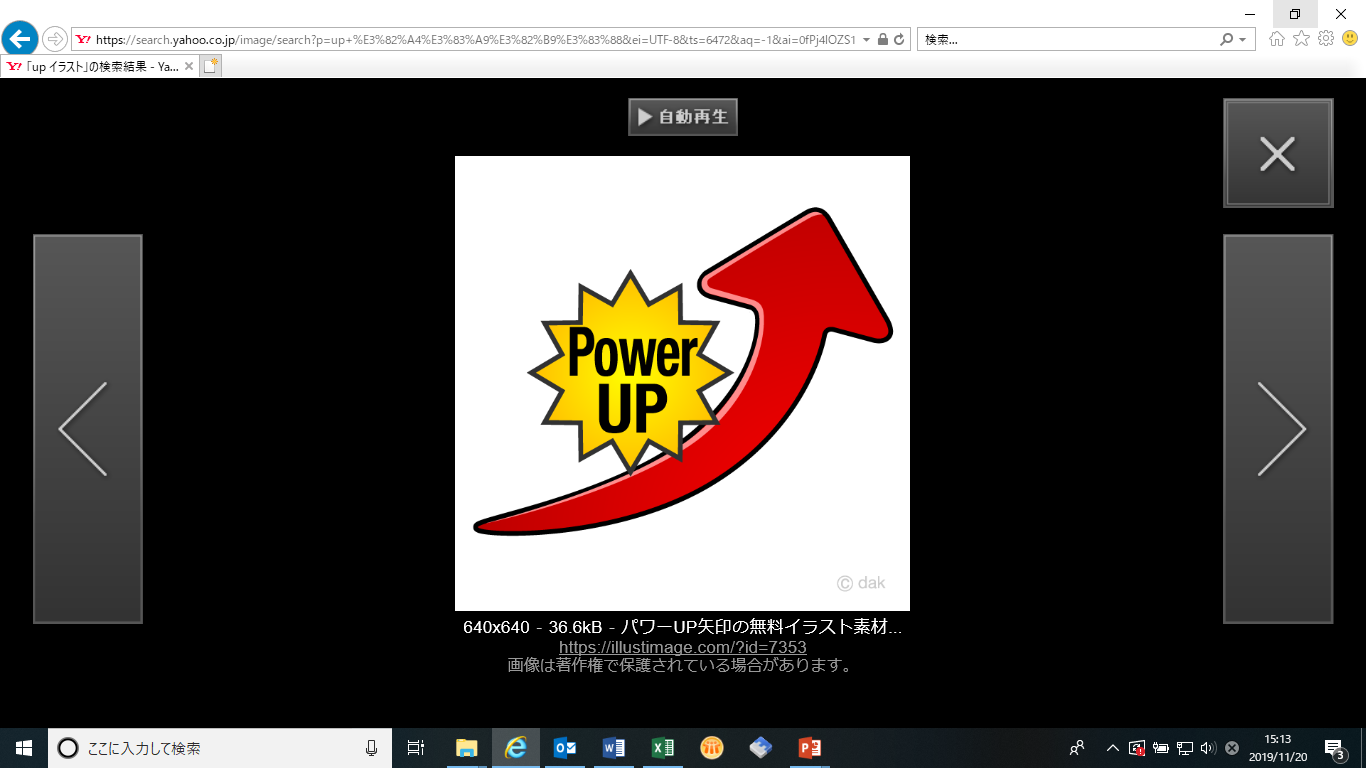 https://search.yahoo.co.jp/image/search?p=up+%E3%82%A4%E3%83%A9%E3%82%B9%E3%83%88&ei=UTF-8&ts=6472&aq=-1&ai=0fPj4lOZS1
検索...
「up イラスト」の検索結果 - Ya...
自動再生
Power
UP
© dak
640x640 - 36.6kB - パワーUP矢印の無料イラスト素材...
https://illustimage.com/?id=7353
画像は著作権で保護されている場合があります。
ここに入力して検索
15:13
2019/11/20
3